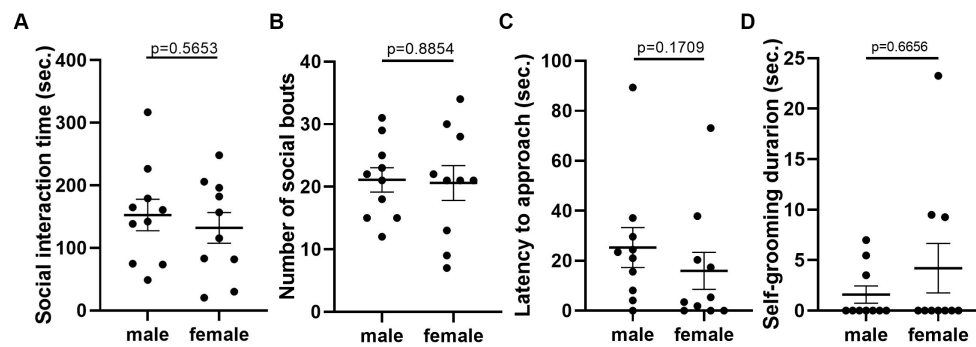 A
Social interaction time (sec.)
400
300
200
100
0
p=0.5653
male female
B
Number of social bouts
40
30
20
10
0
p=0.8854
male female
C
Latency to approach (sec.)
100
80
60
40
20
0
p=0.1709
male female
D
Self-grooming durarion (sec.)
25
20
15
10
5
0
p=0.6656
male female